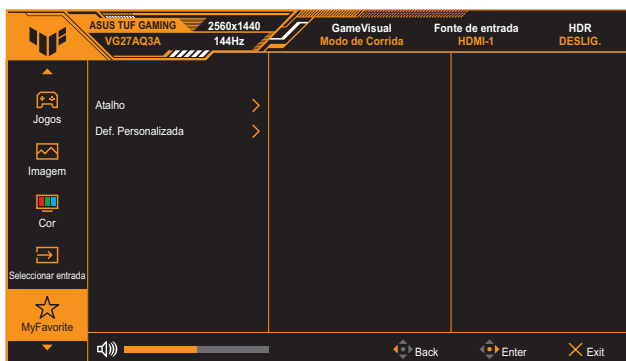 ASUS TUF GAMING 2560x1440
VG27AQ3A 144Hz
GameVisual
Modo de Corrida
Fonte de entrada
HDMI-1
HDR
DESLIG.
Jogos
Imagem
Cor
Seleccionar entrada
MyFavorite
Atalho
Def. Personalizada
Back
Enter
Exit